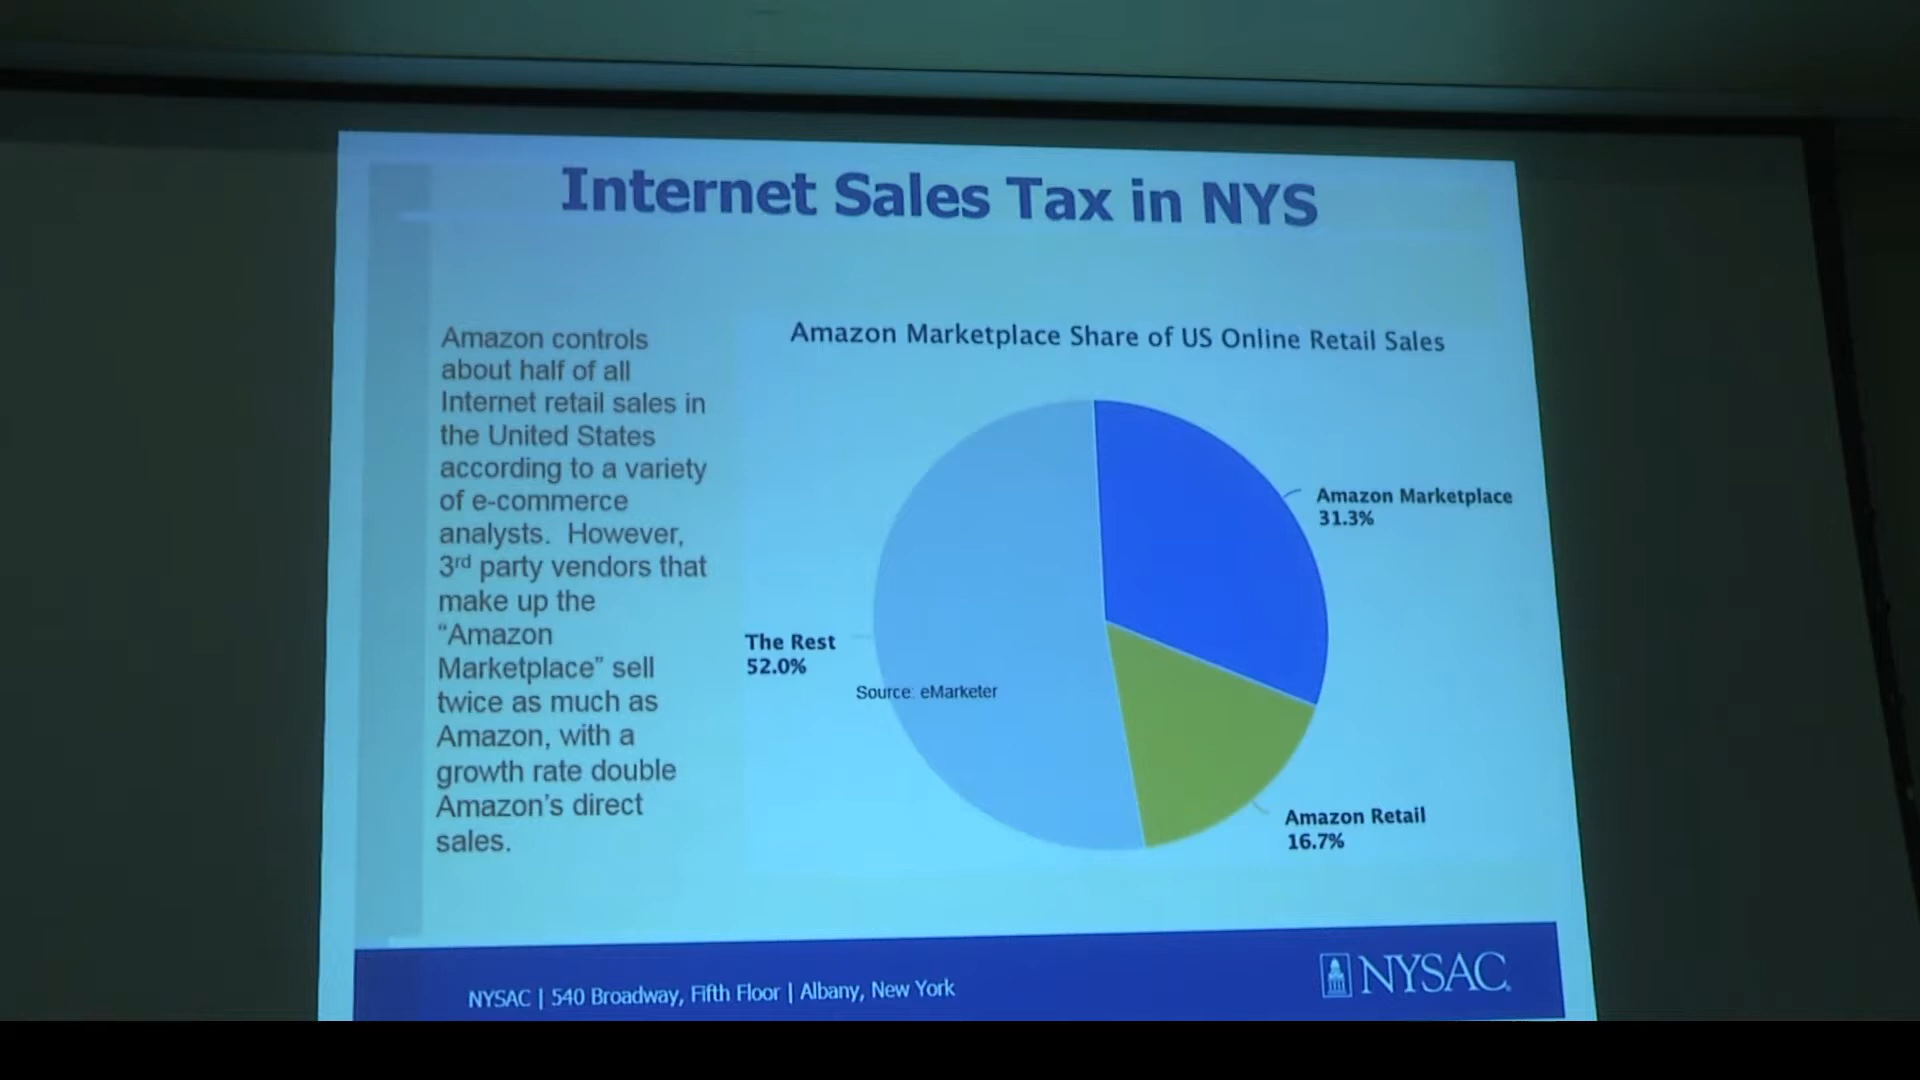 Internet Sales Tax in NYS
Amazon controls
about half of all
Internet retail sales in
the United States
according to a variety
of e-commerce
analysts.  However,
3rd party vendors that
make up the
“Amazon
Marketplace” sell
twice as much as
Amazon, with a
growth rate double
Amazon’s direct
sales.
Amazon Marketplace Share of US Online Retail Sales
Amazon Marketplace
31.3%
The Rest
52.0%
Source: eMarketer
Amazon Retail
16.7%
NYSAC | 540 Broadway, Fifth Floor | Albany, New York
NYSAC